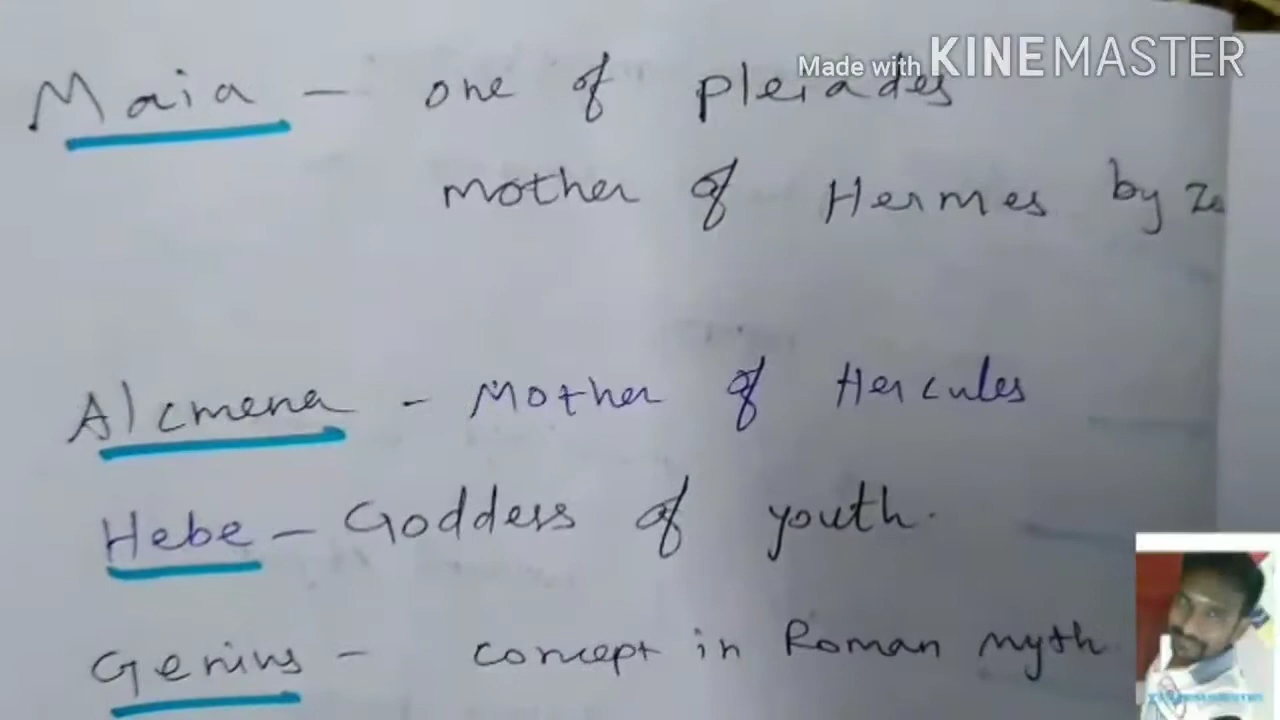 Made with KINEMASTER
Maia - one of pleiades
mother of Hermes by
Alcmena - Mother of Hercules
Hebe - Goddess of youth.
Genius - concept in Roman myth